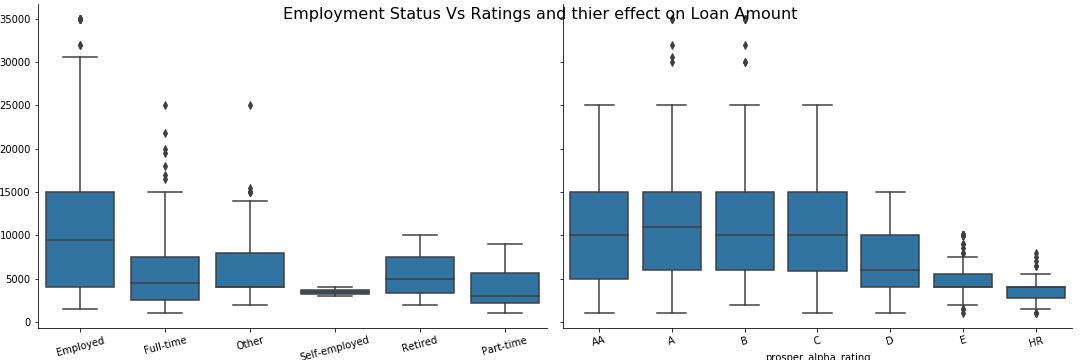 Employment Status Vs Ratings and thier effect on Loan Amount
35000
30000
25000
20000
15000
10000
5000
0
Employed Full-time Other Self-employed Retired Part-time
AA A B C D E HR
prosper_alpha_rating